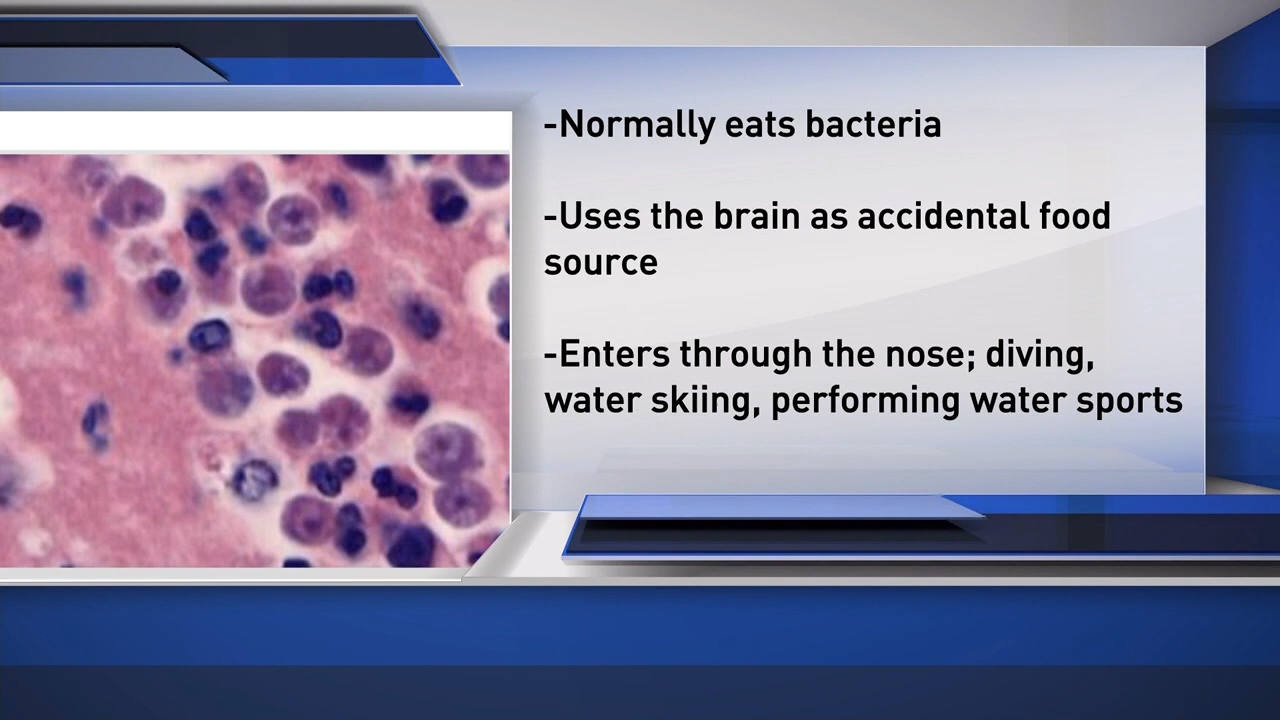 -Normally eats bacteria
-Uses the brain as accidental food
source
-Enters through the nose; diving,
water skiing, performing water sports